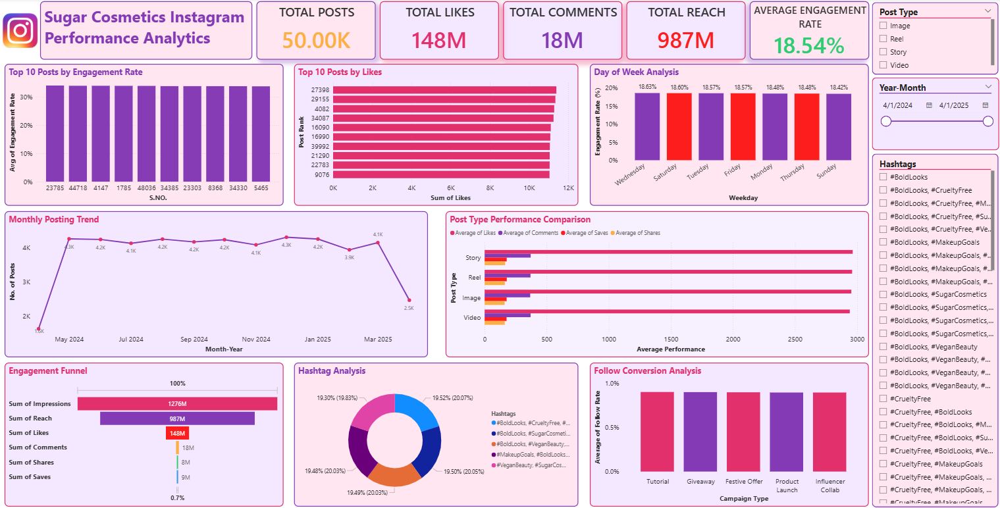 Sugar Cosmetics Instagram
Performance Analytics
TOTAL POSTS
50.00K
TOTAL LIKES
148M
TOTAL COMMENTS
18M
TOTAL REACH
987M
AVERAGE ENGAGEMENT
RATE
18.54%
Post Type
Image
Reel
Story
Video
Year-Month
4/1/2024 4/1/2025
Top 10 Posts by Engagement Rate
Avg of Engagement Rate
30%
20%
10%
0%
23785 44718 4147 1785 48036 34385 23303 8368 34330 5465
S.NO.
Top 10 Posts by Likes
Post Rank
27398
29155
4082
34087
16090
16990
39992
21290
22783
9076
0K 2K 4K 6K 8K 10K 12K
Sum of Likes
Day of Week Analysis
Engagement Rate (%)
20%
15%
10%
5%
0%
18.63% 18.60% 18.57% 18.57% 18.48% 18.48% 18.42%
Wednesday Saturday Tuesday Friday Monday Thursday Sunday
Weekday
Hashtags
#BoldLooks
#BoldLooks, #CrueltyFree
#BoldLooks, #CrueltyFree, #M...
#BoldLooks, #CrueltyFree, #Su...
#BoldLooks, #CrueltyFree, #Ve...
#BoldLooks, #MakeupGoals
#BoldLooks, #MakeupGoals, #...
#BoldLooks, #MakeupGoals, #...
#BoldLooks, #MakeupGoals, #...
#BoldLooks, #SugarCosmetics
#BoldLooks, #SugarCosmetics,...
#BoldLooks, #SugarCosmetics,...
#BoldLooks, #SugarCosmetics,...
#BoldLooks, #VeganBeauty
#BoldLooks, #VeganBeauty, #...
#BoldLooks, #VeganBeauty, #...
#BoldLooks, #VeganBeauty, #...
#CrueltyFree
#CrueltyFree, #BoldLooks
#CrueltyFree, #BoldLooks, #M...
#CrueltyFree, #BoldLooks, #Su...
#CrueltyFree, #BoldLooks, #Ve...
#CrueltyFree, #MakeupGoals
#CrueltyFree, #MakeupGoals, ...
#CrueltyFree, #MakeupGoals, ...
#CrueltyFree, #MakeupGoals, ...
Monthly Posting Trend
No. of Posts
4K
3K
2K
1.6K 4.3K 4.2K 4.1K 4.2K 4.2K 4.2K 4.1K 4.3K 4.2K 3.9K 4.1K 2.5K
May 2024 Jul 2024 Sep 2024 Nov 2024 Jan 2025 Mar 2025
Month-Year
Post Type Performance Comparison
Average of Likes Average of Comments Average of Saves Average of Shares
Post Type
Story
Reel
Image
Video
0 500 1000 1500 2000 2500 3000
Average Performance
Engagement Funnel
100%
Sum of Impressions 1276M
Sum of Reach 987M
Sum of Likes 148M
Sum of Comments 18M
Sum of Shares 8M
Sum of Saves 9M
0.7%
Hashtag Analysis
19.30% (19.83%)
19.52% (20.07%)
19.48% (20.03%)
19.50% (20.05%)
19.49% (20.03%)
Hashtags
#BoldLooks, #CrueltyFree, #...
#BoldLooks, #SugarCosmeti...
#BoldLooks, #VeganBeauty,...
#MakeupGoals, #BoldLooks...
#VeganBeauty, #SugarCos...
Follow Conversion Analysis
Average of Follow Rate
1.0%
0.5%
0.0%
Tutorial Giveaway Festive Offer Product Influencer
Launch Collab
Campaign Type